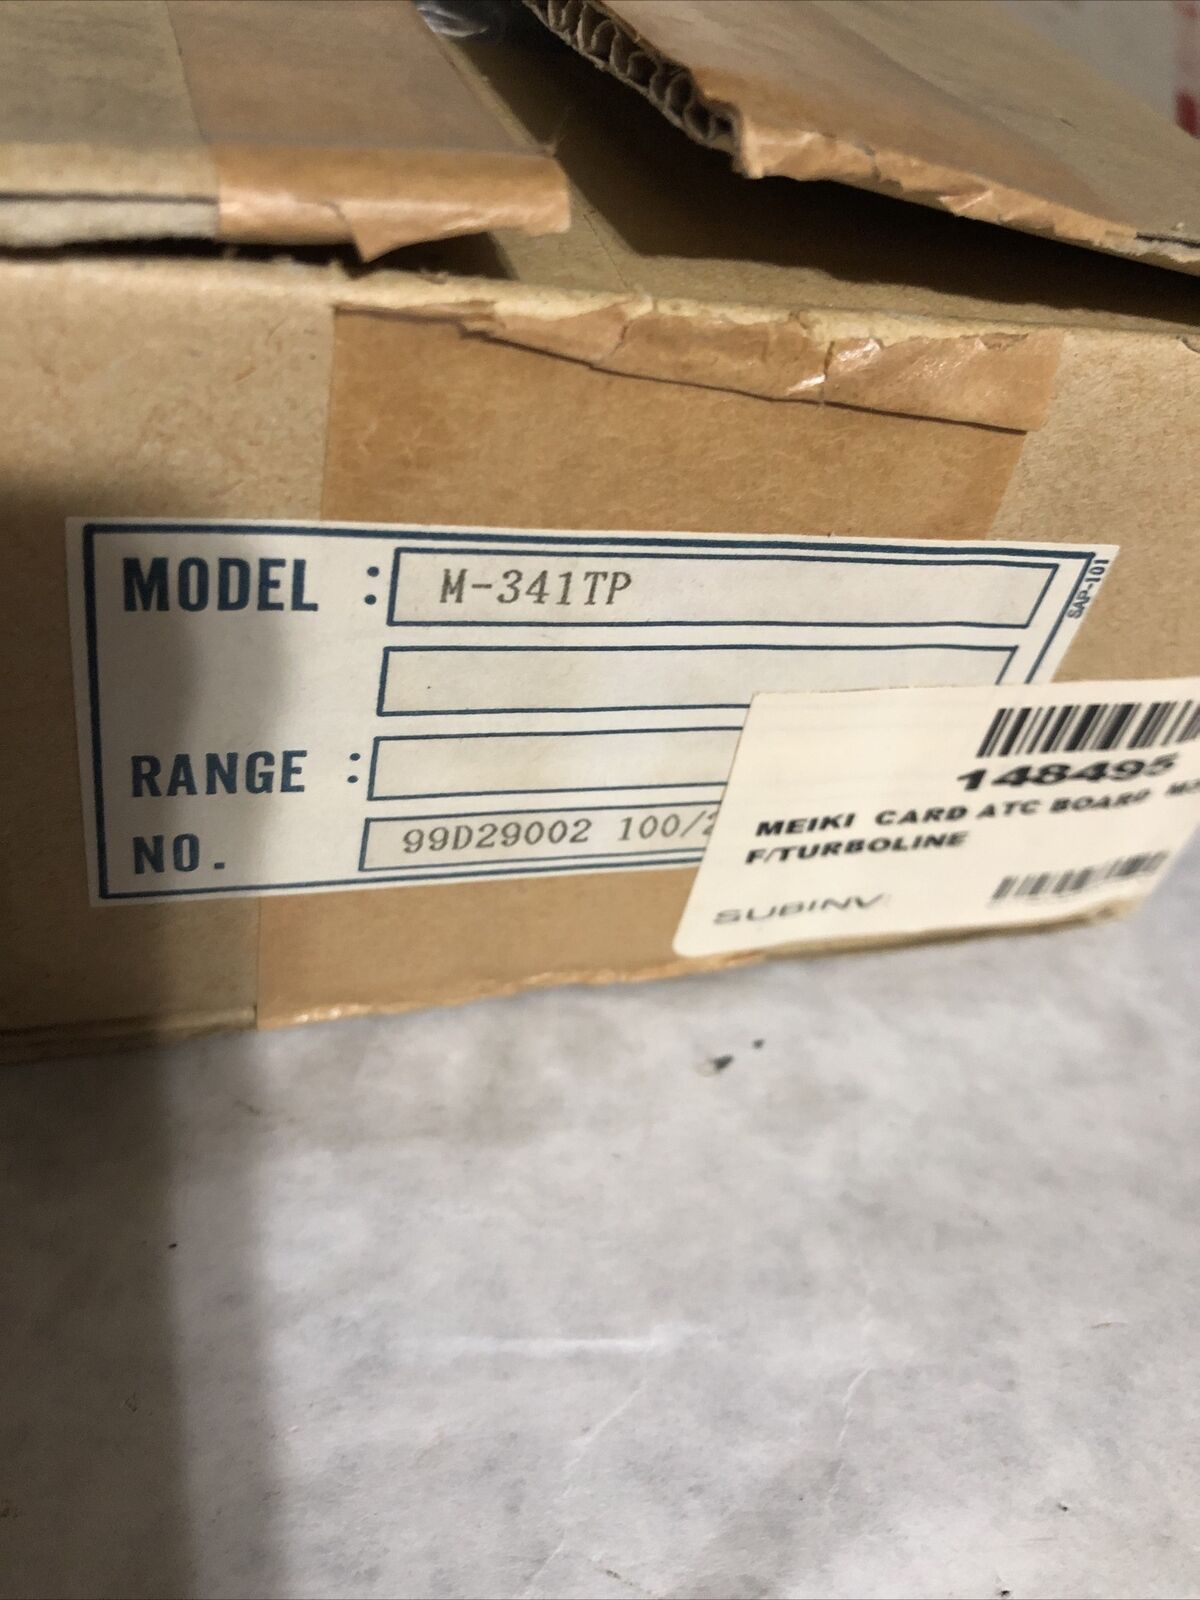 MODEL : M-341TP
SAP-101
RANGE :
NO. 99D29002 100/2
148495
MEIKI CARD ATC BOARD
F/TURBOLINE
SUBINV: